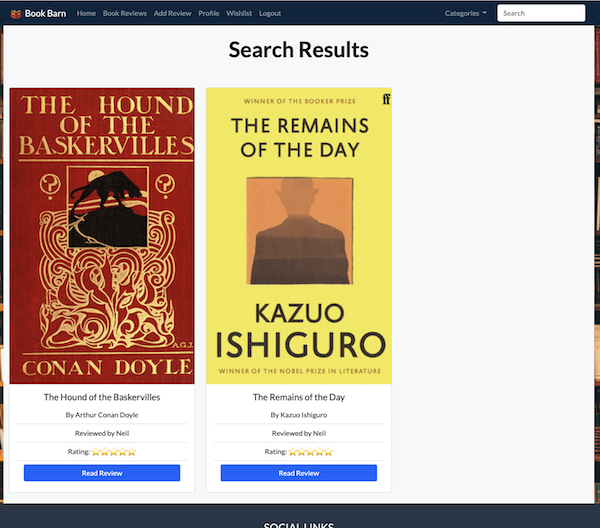 Book Barn Home Book Reviews Add Review Profile Wishlist Logout Categories Search
Search Results
THE HOUND
OF THE
BASKERVILLES
? ?
A.G.J.
CONAN DOYLE
WINNER OF THE BOOKER PRIZE
ff
THE REMAINS
OF THE DAY
KAZUO
ISHIGURO
WINNER OF THE NOBEL PRIZE IN LITERATURE
The Hound of the Baskervilles
By Arthur Conan Doyle
Reviewed by Neil
Rating:
Read Review
The Remains of the Day
By Kazuo Ishiguro
Reviewed by Neil
Rating:
Read Review
SOCIAL LINKS